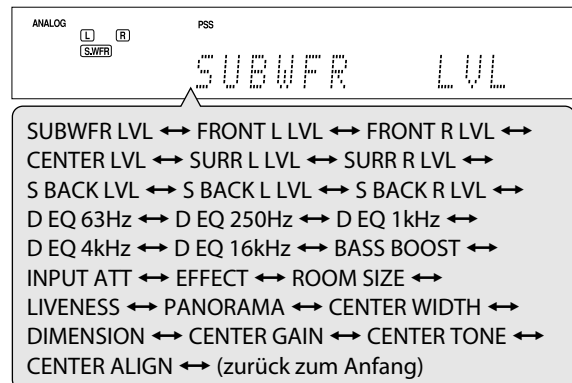 ANALOG PSS
L R
S.WFR
SUBWFR LVL
SUBWFR LVL ↔ FRONT L LVL ↔ FRONT R LVL ↔
CENTER LVL ↔ SURR L LVL ↔ SURR R LVL ↔
S BACK LVL ↔ S BACK L LVL ↔ S BACK R LVL ↔
D EQ 63Hz ↔ D EQ 250Hz ↔ D EQ 1kHz ↔
D EQ 4kHz ↔ D EQ 16kHz ↔ BASS BOOST ↔
INPUT ATT ↔ EFFECT ↔ ROOM SIZE ↔
LIVENESS ↔ PANORAMA ↔ CENTER WIDTH ↔
DIMENSION ↔ CENTER GAIN ↔ CENTER TONE ↔
CENTER ALIGN ↔ (zurück zum Anfang)